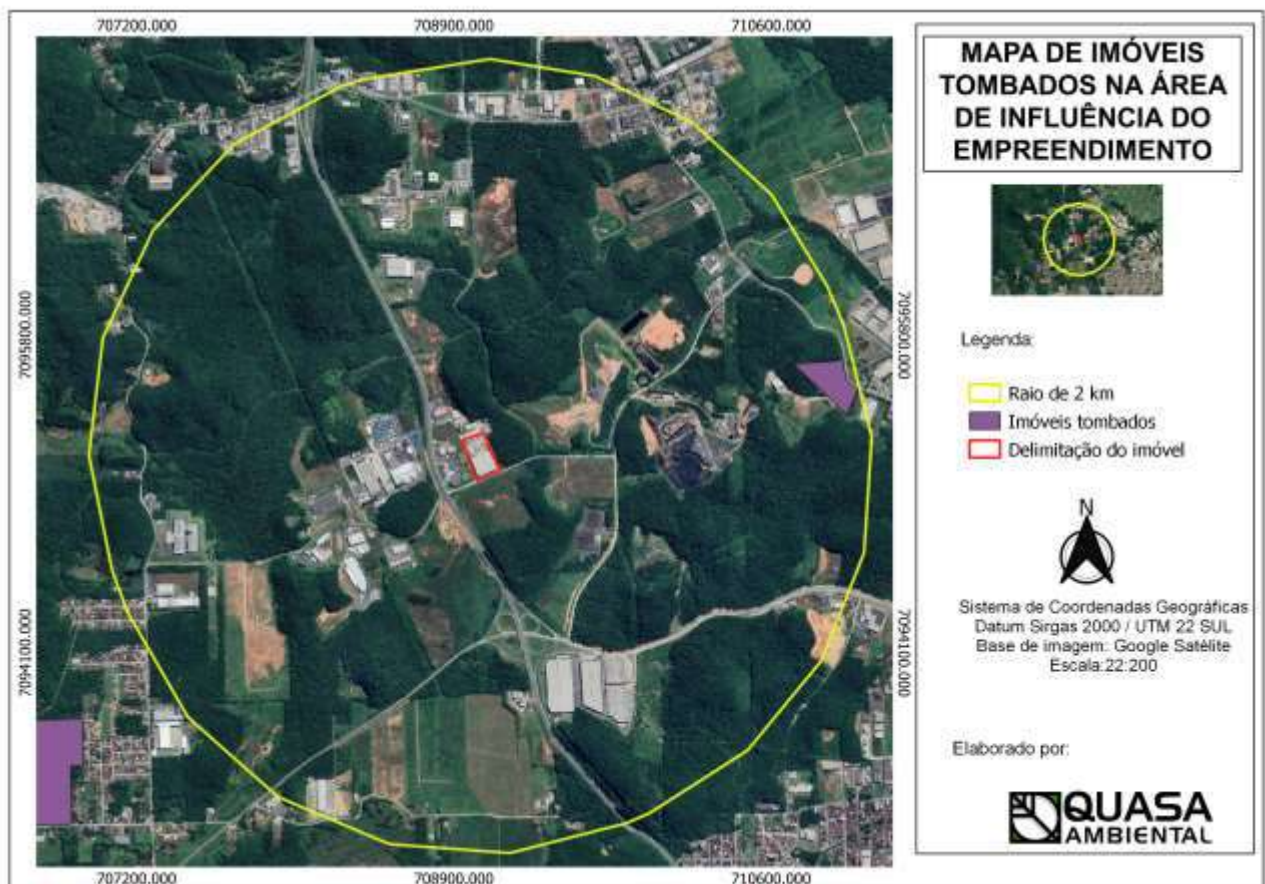 707200.000 708900.000 710600.000
MAPA DE IMÓVEIS
TOMBADOS NA ÁREA
DE INFLUÊNCIA DO
EMPREENDIMENTO
7095800.000
7095800.000
Legenda:
Raio de 2 km
Imóveis tombados
Delimitação do imóvel
N
Sistema de Coordenadas Geográficas
Datum Sirgas 2000 / UTM 22 SUL
Base de imagem: Google Satélite
Escala:22:200
7094100.000
7094100.000
Elaborado por:
QUASA
AMBIENTAL
707200.000 708900.000 710600.000